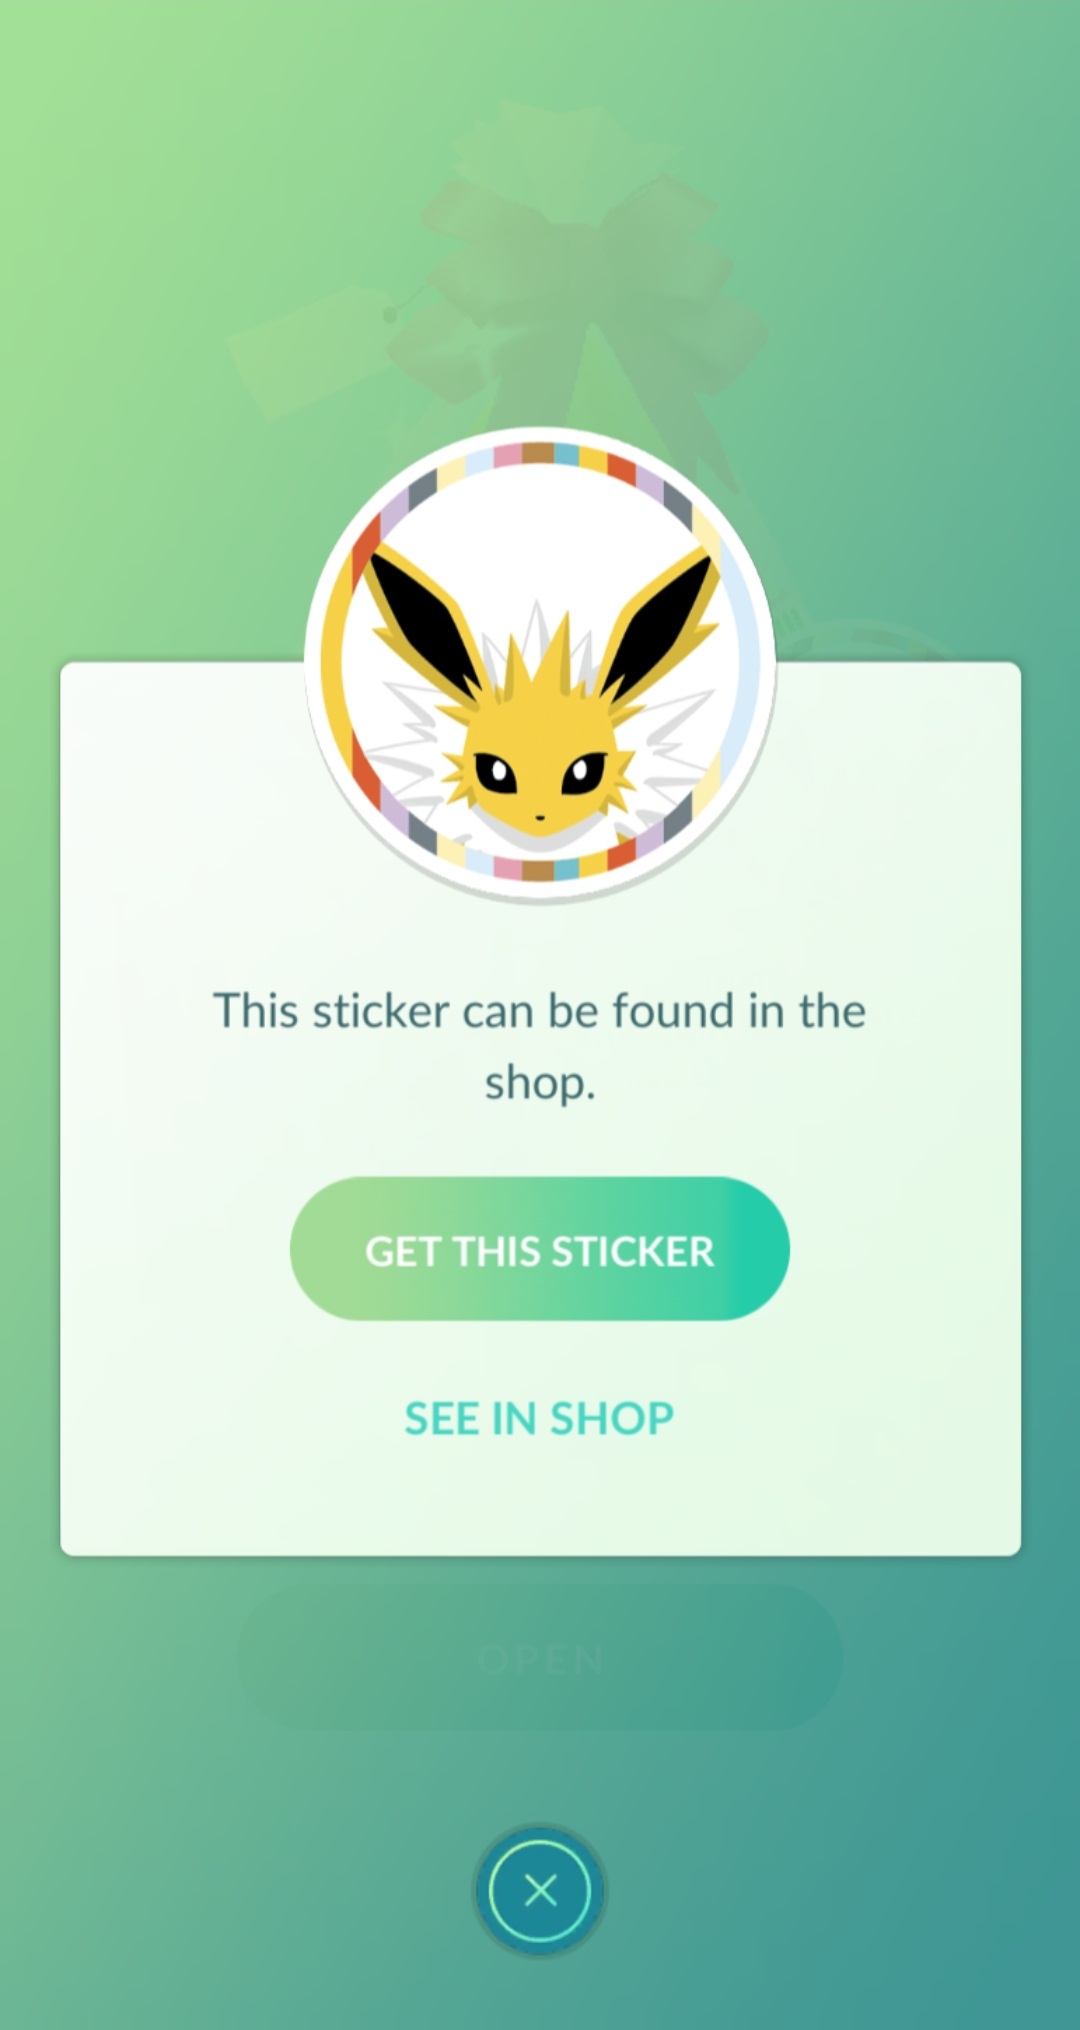 This sticker can be found in the
shop.
GET THIS STICKER
SEE IN SHOP
OPEN